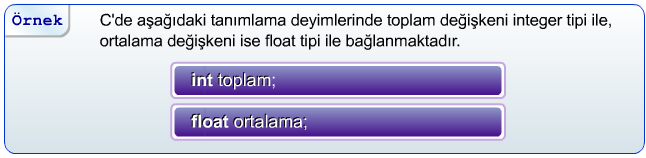 Örnek
C'de aşağıdaki tanımlama deyimlerinde toplam değişkeni integer tipi ile,
ortalama değişkeni ise float tipi ile bağlanmaktadır.
int toplam;
float ortalama;